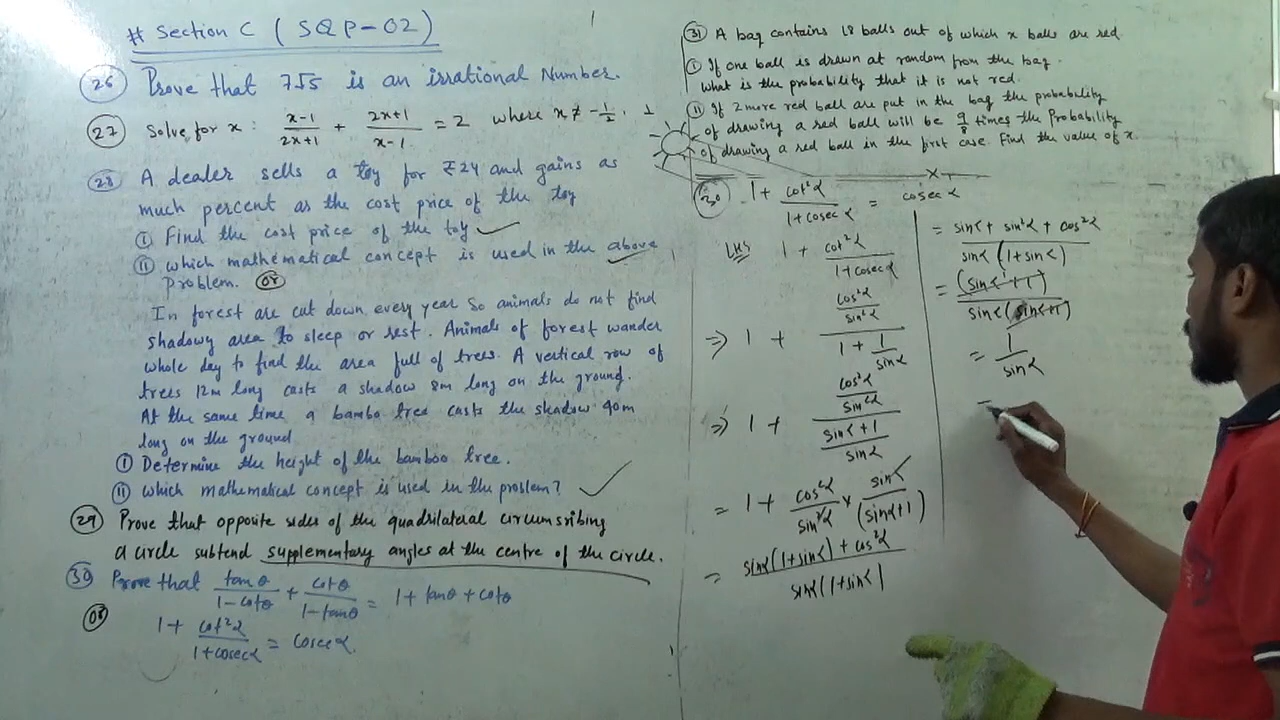 # Section C ( SQP-02 )
26 Prove that 7√5 is an irrational Number.
27 Solve for x : (x-1)/(2x+1) + (2x+1)/(x-1) = 2 where x ≠ -1/2, 1
28 A dealer sells a toy for ₹24 and gains as
much percent as the cost price of the toy
(i) Find the cost price of the toy
(ii) which mathematical concept is used in the above
problem. or
In forest are cut down every year so animals do not find
shadowy area to sleep or rest. Animals of forest wander
whole day to find the area full of trees. A vertical row of
trees 12m long casts a shadow 8m long on the ground.
At the same time a bambo tree casts the shadow 40m
long on the ground
(i) Determine the height of the bamboo tree.
(ii) which mathematical concept is used in the problem?
29 Prove that opposite sides of the quadrilateral circumsribing
a circle subtend supplementary angles at the centre of the circle.
30 Prove that tanθ/(1-cotθ) + cotθ/(1-tanθ) = 1+tanθ+cotθ
or
1+ cot²α/(1+cosecα) = cosecα.
31 A bag contains 18 balls out of which x balls are red.
(i) If one ball is drawn at random from the bag.
what is the probability that it is not red.
(ii) If 2 more red ball are put in the bag the probability
of drawing a red ball will be 9/8 times the probability
of drawing a red ball in the first case. Find the value of x.
30 1+ cot²α/(1+cosecα) = cosecα
LHS 1 + cot²α/(1+cosecα)
⇒ 1 + (cos²α/sin²α)/(1+1/sinα)
⇒ 1 + (cos²α/sin²α)/((sinα+1)/sinα)
= 1 + cos²α/sin²α × sinα/(sinα+1)
= (sinα(1+sinα)+cos²α)/(sinα(1+sinα)
= (sinα + sin²α + cos²α)/(sinα(1+sinα)
= (sinα+1)/(sinα(sinα+1)
= 1/sinα
=